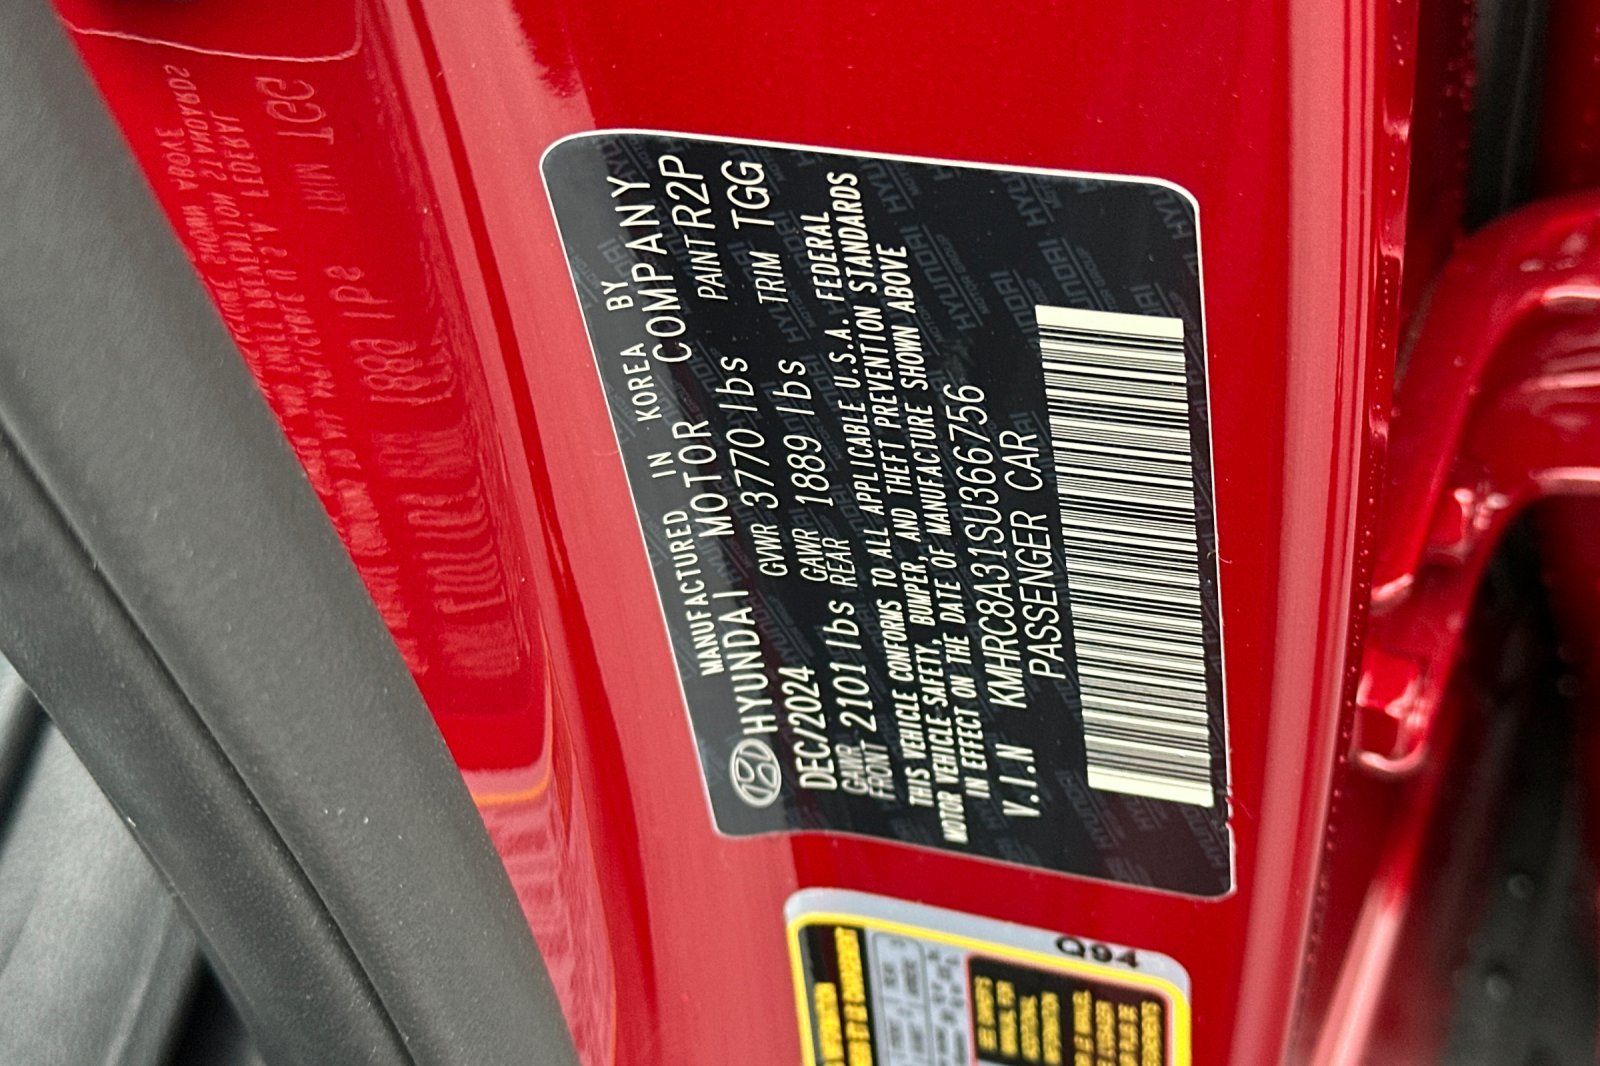 MANUFACTURED IN KOREA BY
HYUNDAI MOTOR COMPANY
DEC/2024 GVWR 3770 lbs PAINT R2P
GAWR FRONT 2101 lbs GAWR REAR 1889 lbs TRIM TGG
THIS VEHICLE CONFORMS TO ALL APPLICABLE U.S.A. FEDERAL
MOTOR VEHICLE SAFETY, BUMPER, AND THEFT PREVENTION STANDARDS
IN EFFECT ON THE DATE OF MANUFACTURE SHOWN ABOVE
V.I.N KMHRC8A31SU366756
PASSENGER CAR
Q94